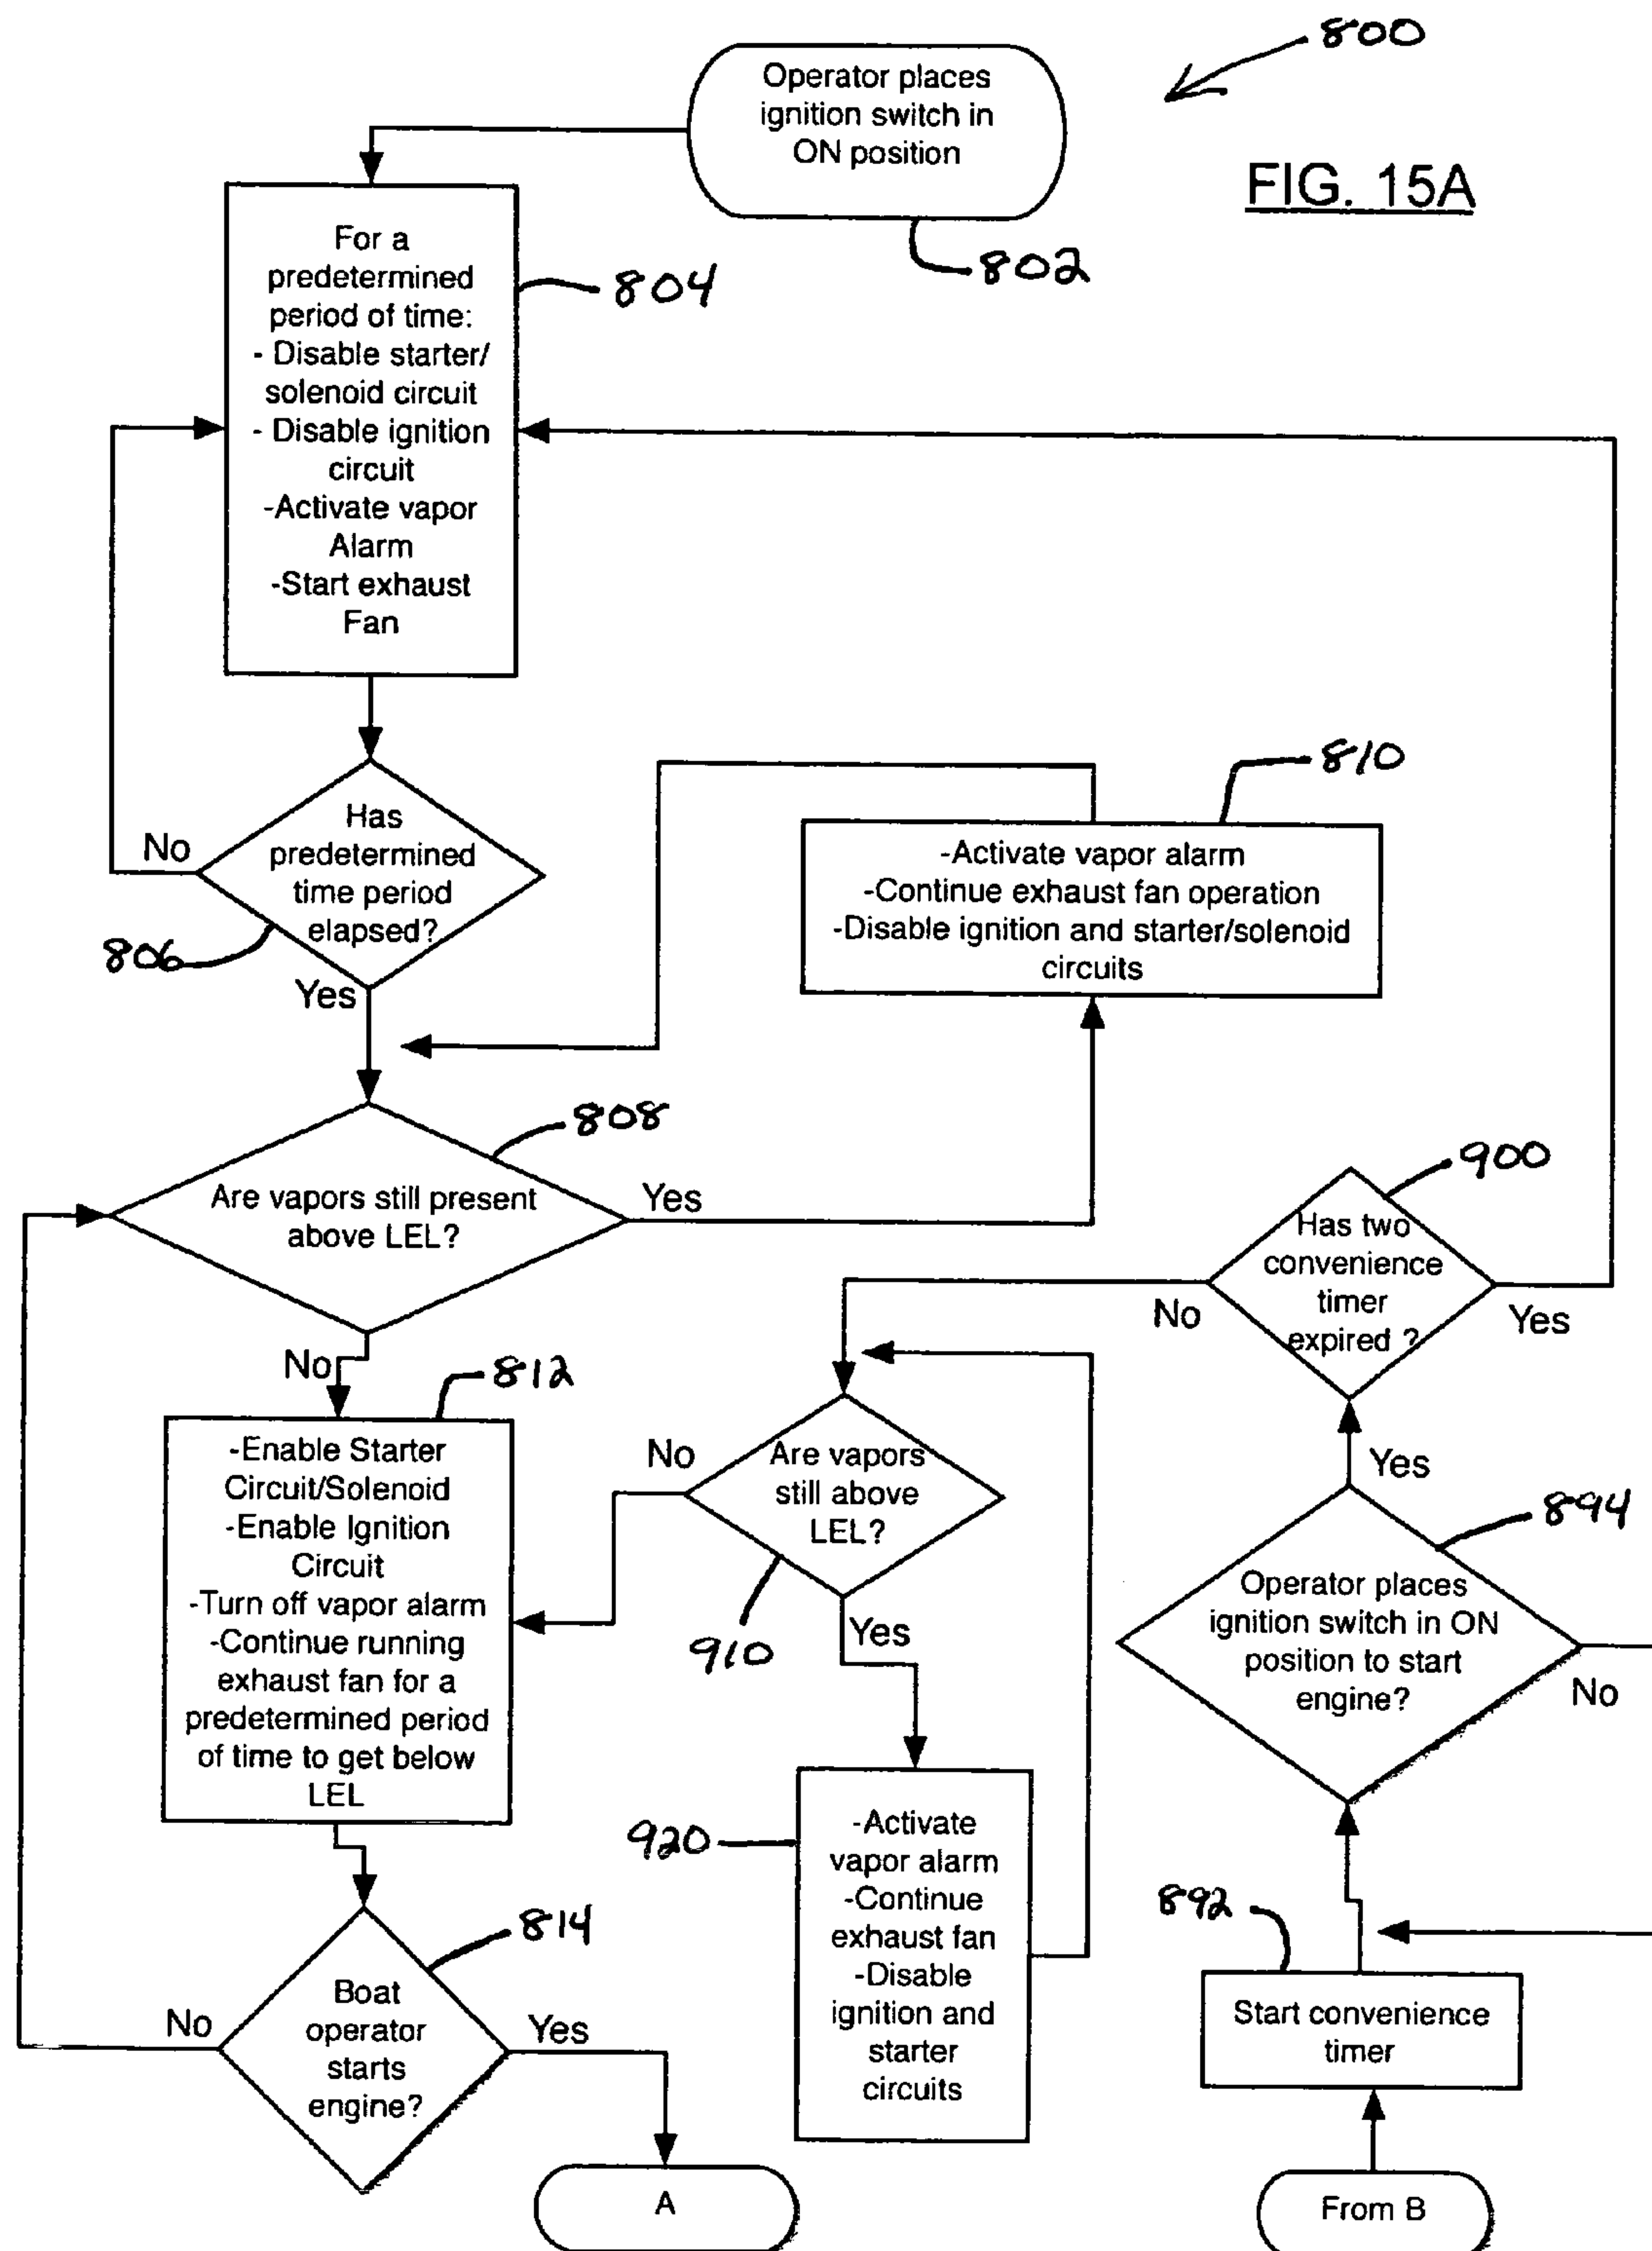 800
Operator places
ignition switch in
ON position
FIG. 15A
802
For a
predetermined
period of time:
- Disable starter/
solenoid circuit
- Disable ignition
circuit
-Activate vapor
Alarm
-Start exhaust
Fan
804
Has
predetermined
time period
elapsed?
No
806
Yes
810
-Activate vapor alarm
-Continue exhaust fan operation
-Disable ignition and starter/solenoid
circuits
808
Are vapors still present
above LEL?
Yes
No
900
Has two
convenience
timer
expired ?
No
Yes
812
-Enable Starter
Circuit/Solenoid
-Enable Ignition
Circuit
-Turn off vapor alarm
-Continue running
exhaust fan for a
predetermined period
of time to get below
LEL
No
Are vapors
still above
LEL?
910
Yes
Yes
894
Operator places
ignition switch in ON
position to start
engine?
No
920
-Activate
vapor alarm
-Continue
exhaust fan
-Disable
ignition and
starter
circuits
814
Boat
operator
starts
engine?
No
Yes
892
Start convenience
timer
A
From B